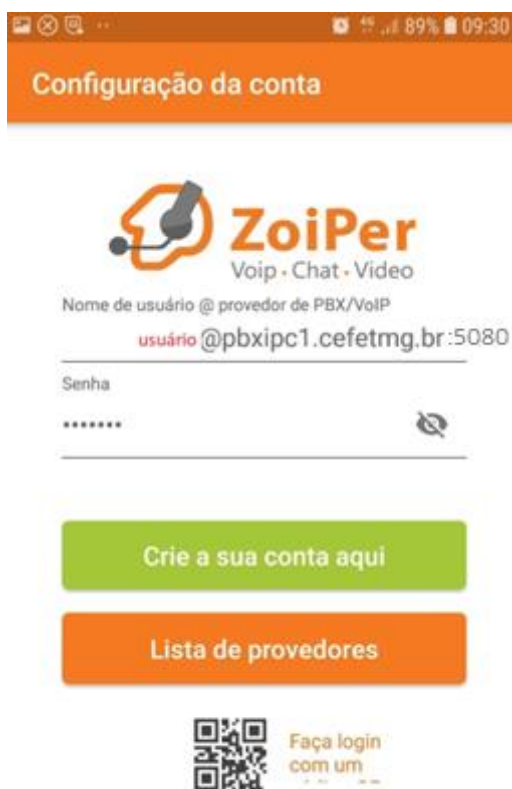 89% 09:30
Configuração da conta
ZoiPer
Voip · Chat · Video
Nome de usuário @ provedor de PBX/VoIP
usuário @pbxipc1.cefetmg.br:5080
Senha
•••••••
Crie a sua conta aqui
Lista de provedores
Faça login
com um